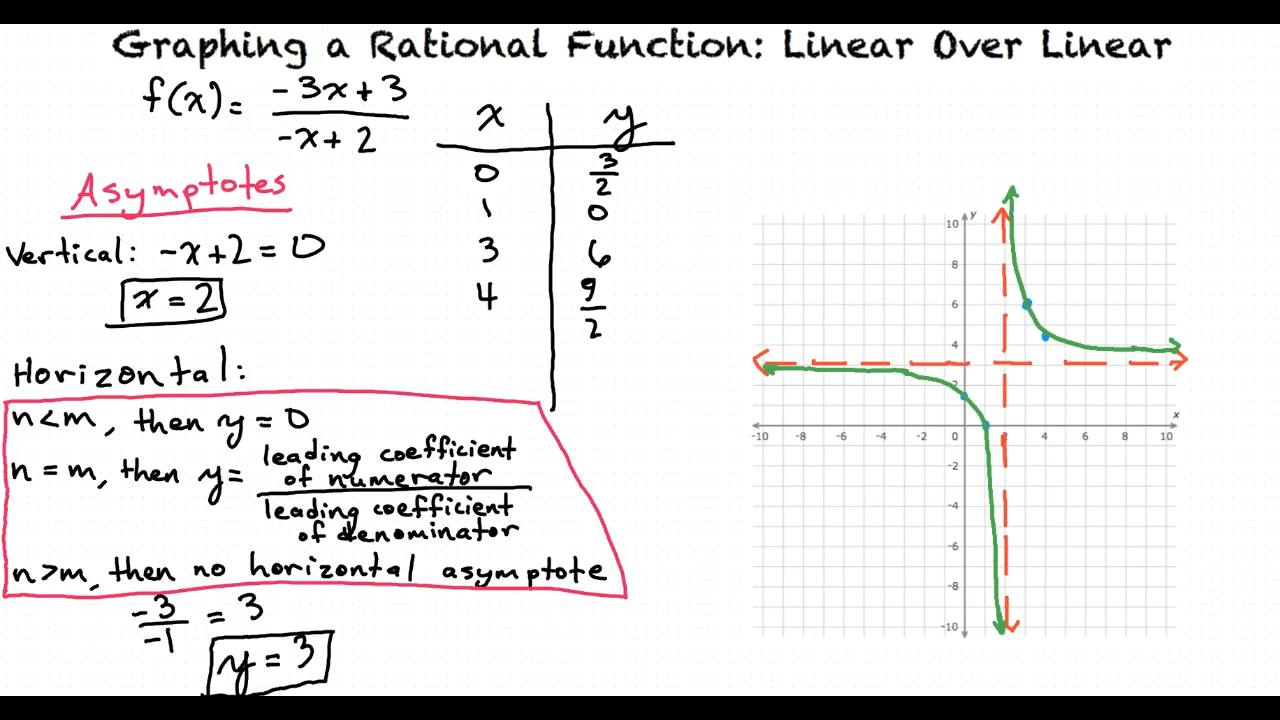 Graphing a Rational Function: Linear Over Linear
f(x) = -3x + 3
-x + 2
Asymptotes
Vertical: -x + 2 = 0
x = 2
Horizontal:
n < m, then y = 0
n = m, then y = leading coefficient of numerator
leading coefficient of denominator
n > m, then no horizontal asymptote
-3/-1 = 3
y = 3
x y
0 3/2
1 0
3 6
4 9/2
y
10
8
6
4
2
x
-10 -8 -6 -4 -2 0 2 4 6 8 10
-2
-4
-6
-8
-10